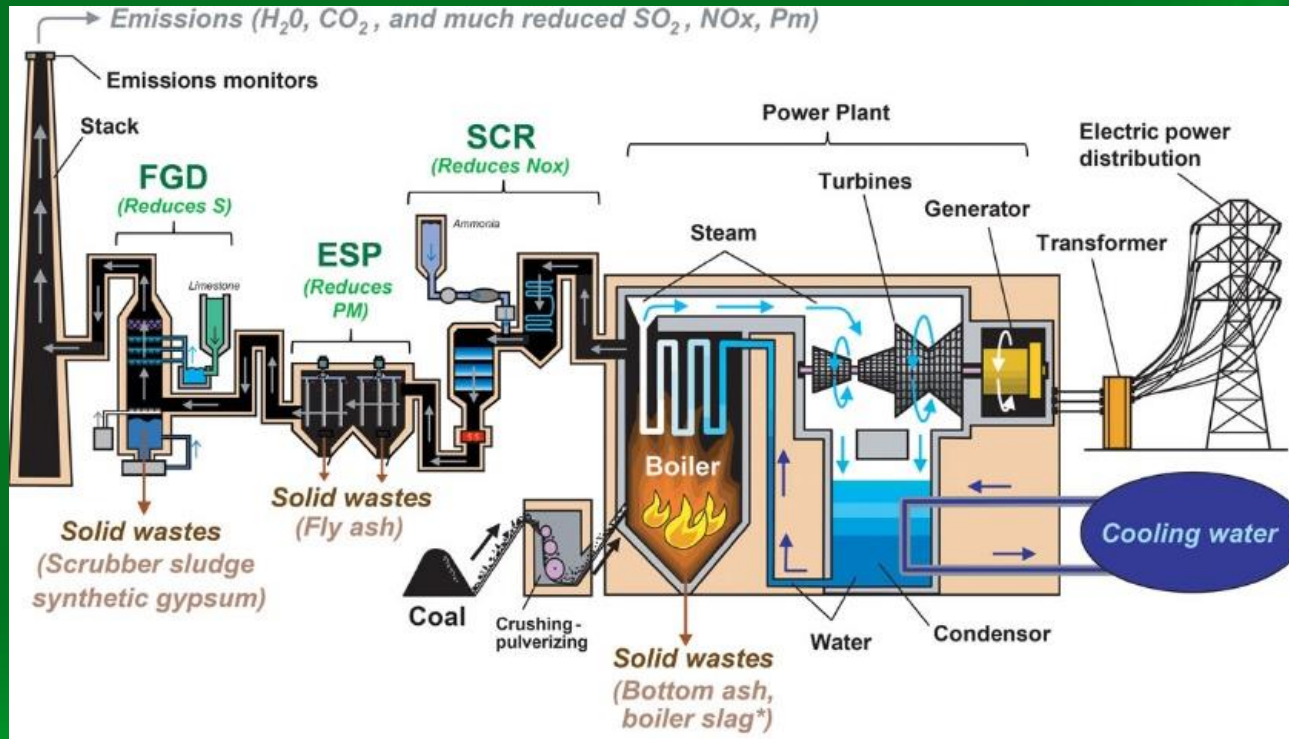 Emissions (H₂0, CO₂, and much reduced SO₂, NOx, Pm)
Emissions monitors
Stack
FGD
(Reduces S)
Limestone
ESP
(Reduces
PM)
SCR
(Reduces Nox)
Ammonia
Power Plant
Steam
Turbines
Generator
Transformer
Electric power
distribution
Boiler
Cooling water
Solid wastes
(Scrubber sludge
synthetic gypsum)
Solid wastes
(Fly ash)
Coal
Crushing-
pulverizing
Solid wastes
(Bottom ash,
boiler slag*)
Water
Condensor